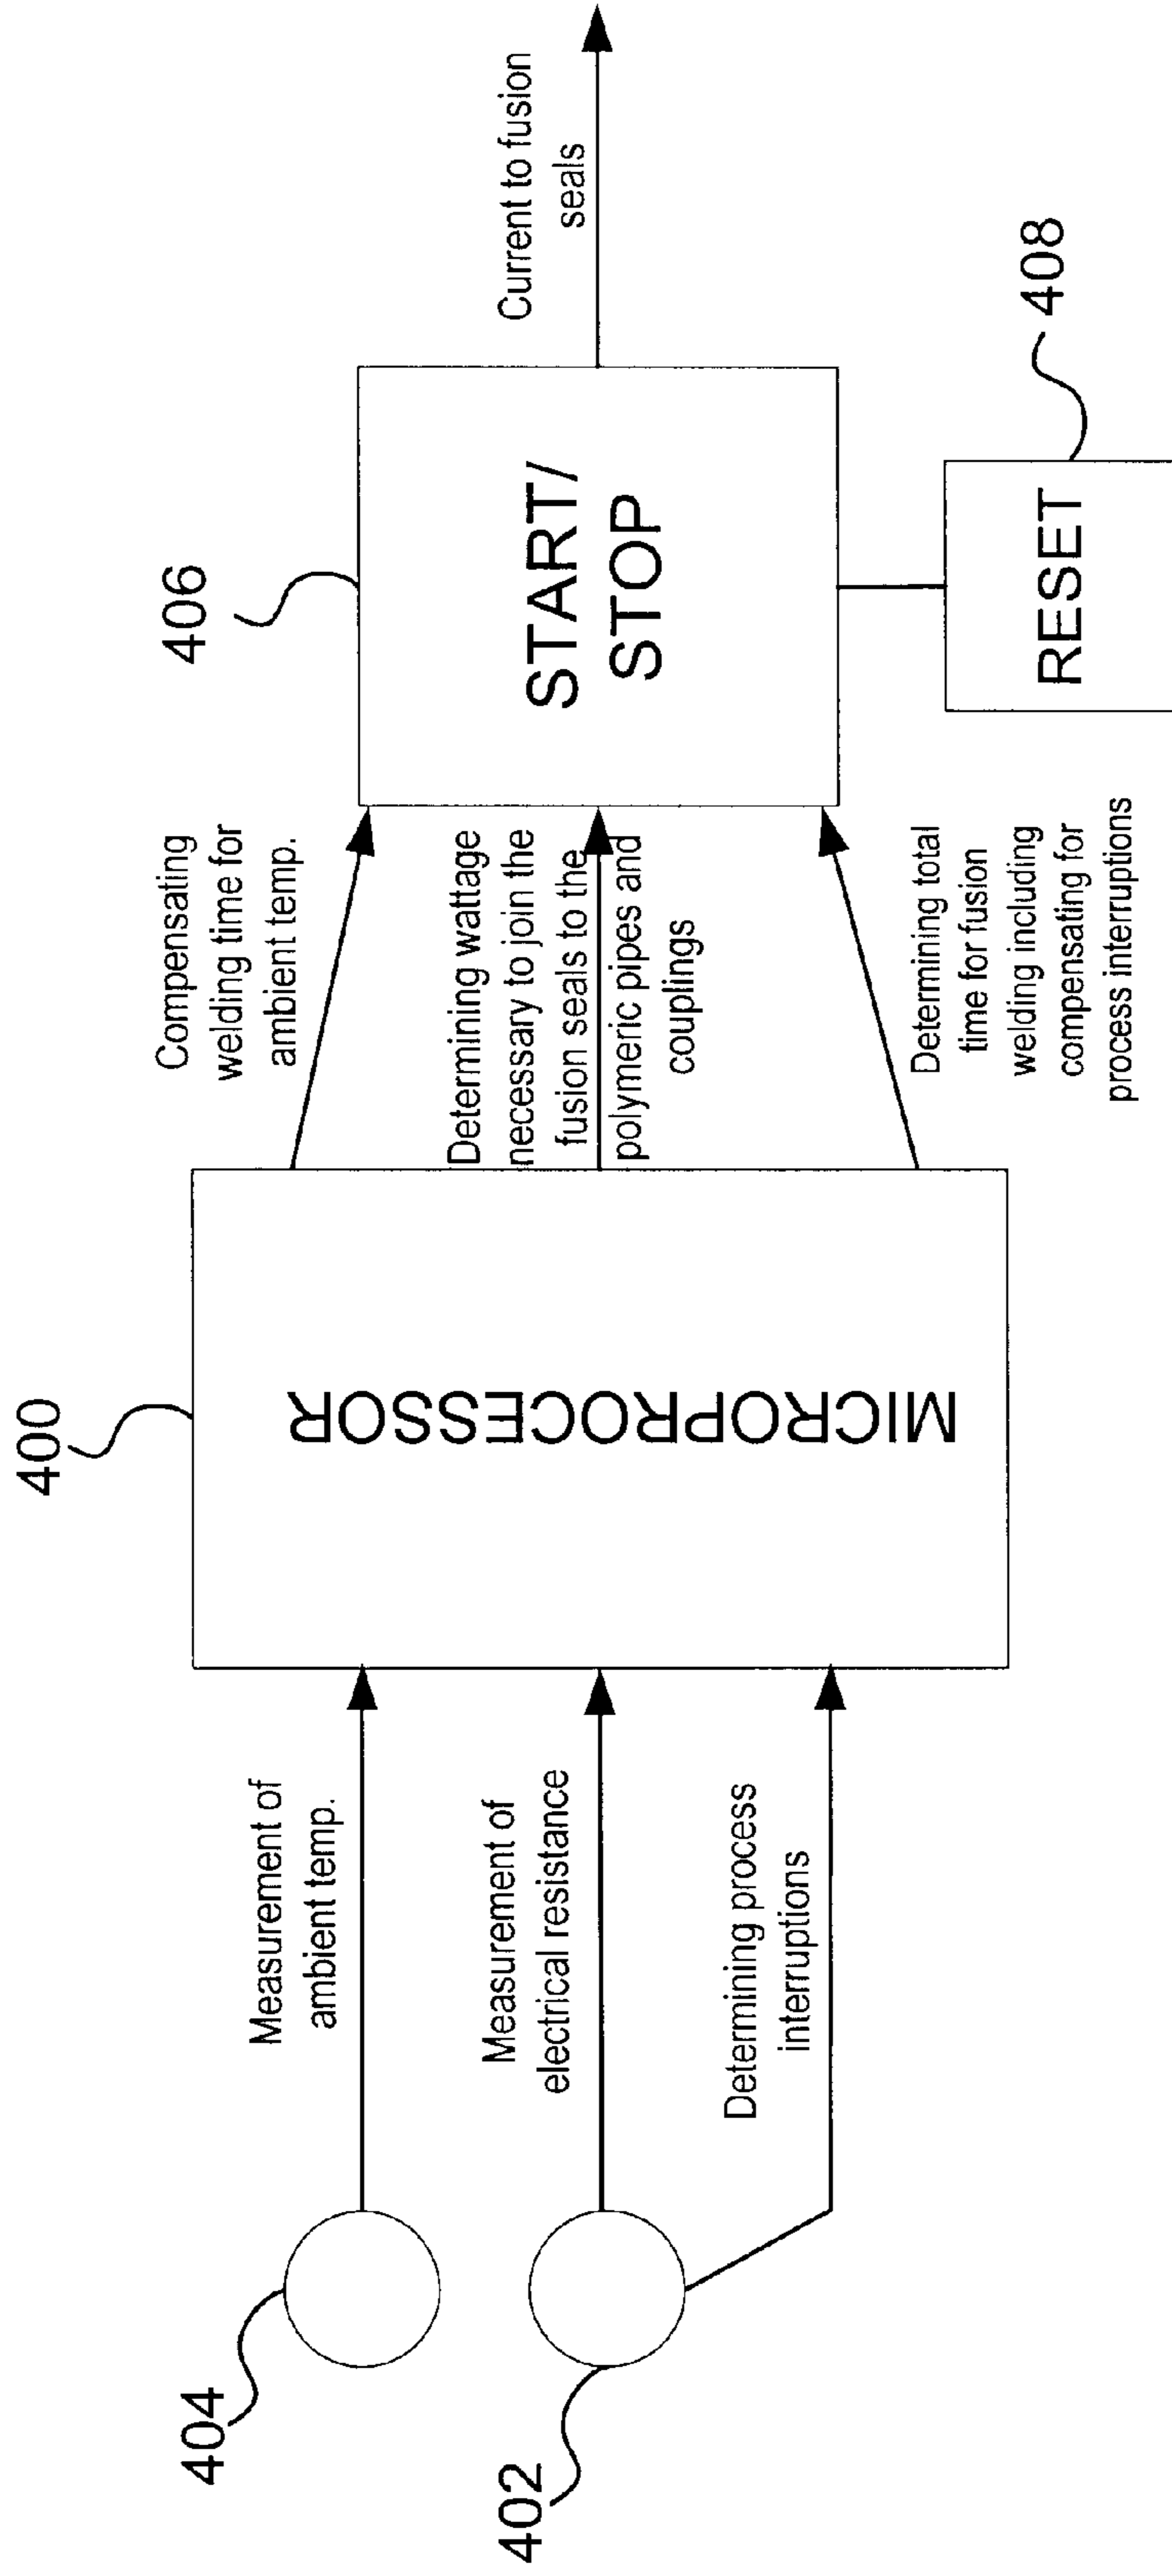 404
402
Measurement of
ambient temp.
Measurement of
electrical resistance
Determining process
interruptions
400
MICROPROCESSOR
Compensating
welding time for
ambient temp.
Determining wattage
necessary to join the
fusion seals to the
polymeric pipes and
couplings
Determining total
time for fusion
welding including
compensating for
process interruptions
406
START/
STOP
408
RESET
Current to fusion
seals